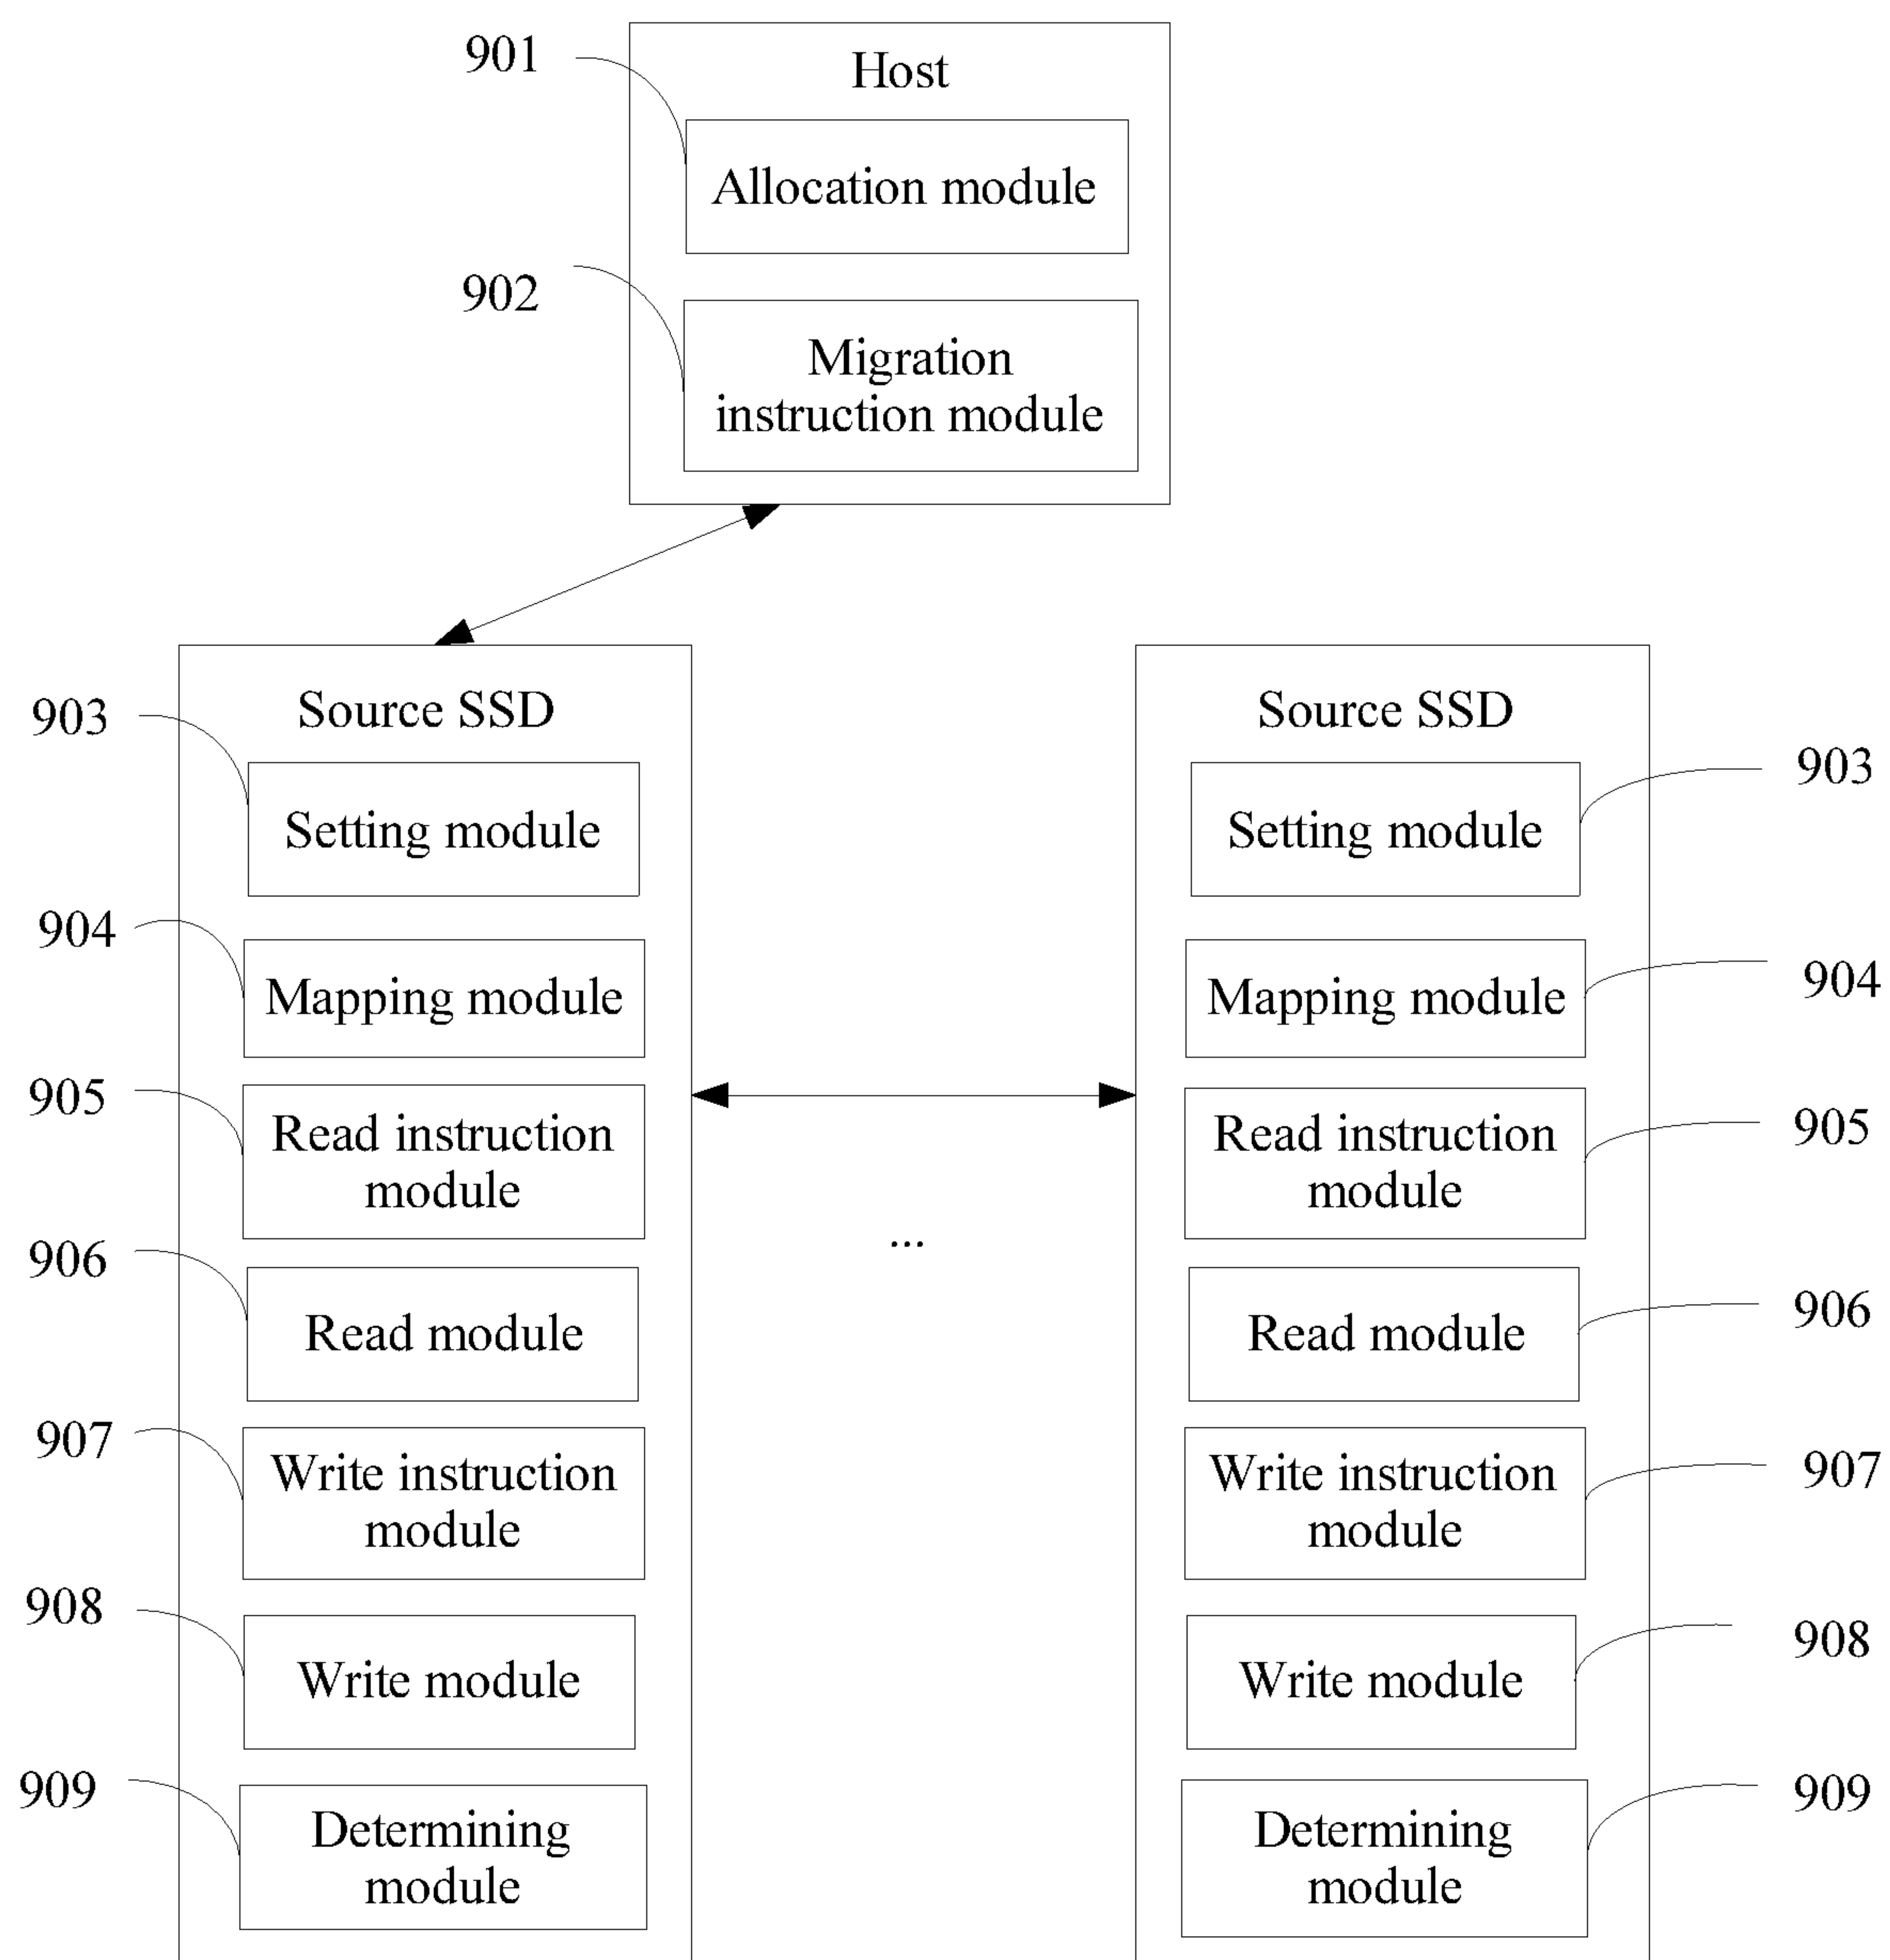 901
Host
Allocation module
902
Migration
instruction module
Source SSD
903
Setting module
904
Mapping module
905
Read instruction
module
906
Read module
907
Write instruction
module
908
Write module
909
Determining
module
...
Source SSD
903
Setting module
904
Mapping module
905
Read instruction
module
906
Read module
907
Write instruction
module
908
Write module
909
Determining
module